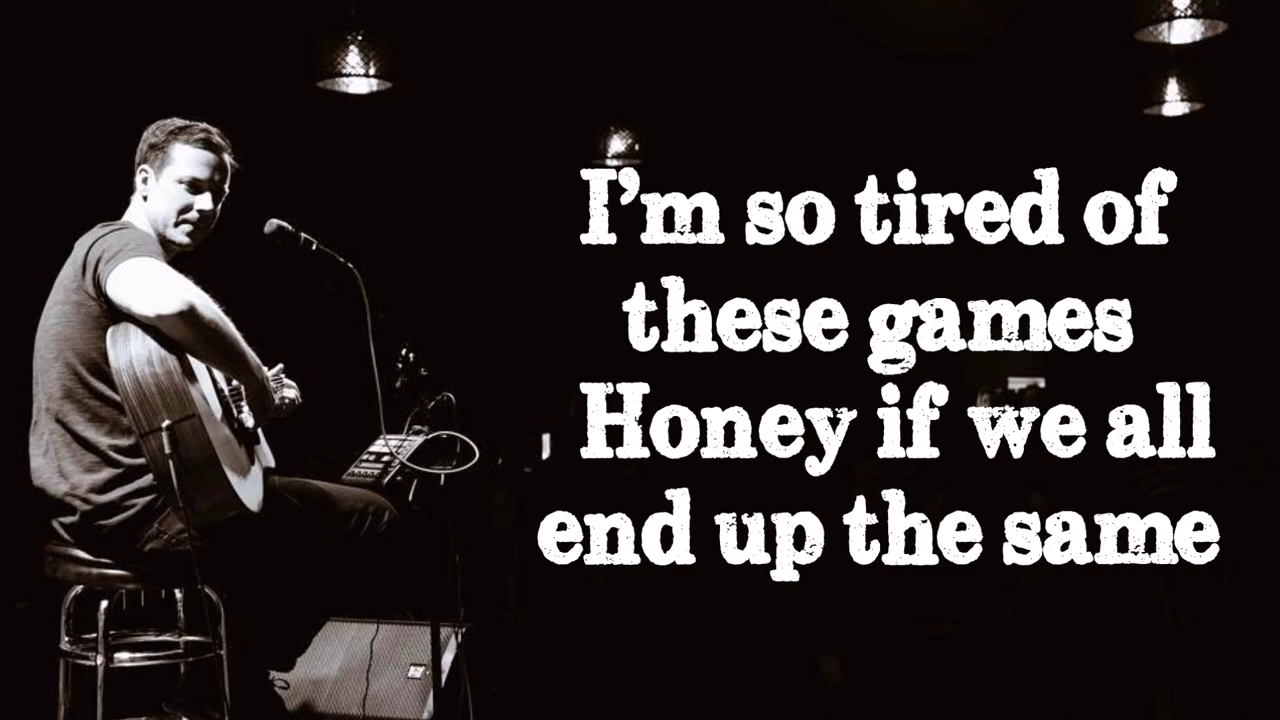 I'm so tired of
these games
Honey if we all
end up the same